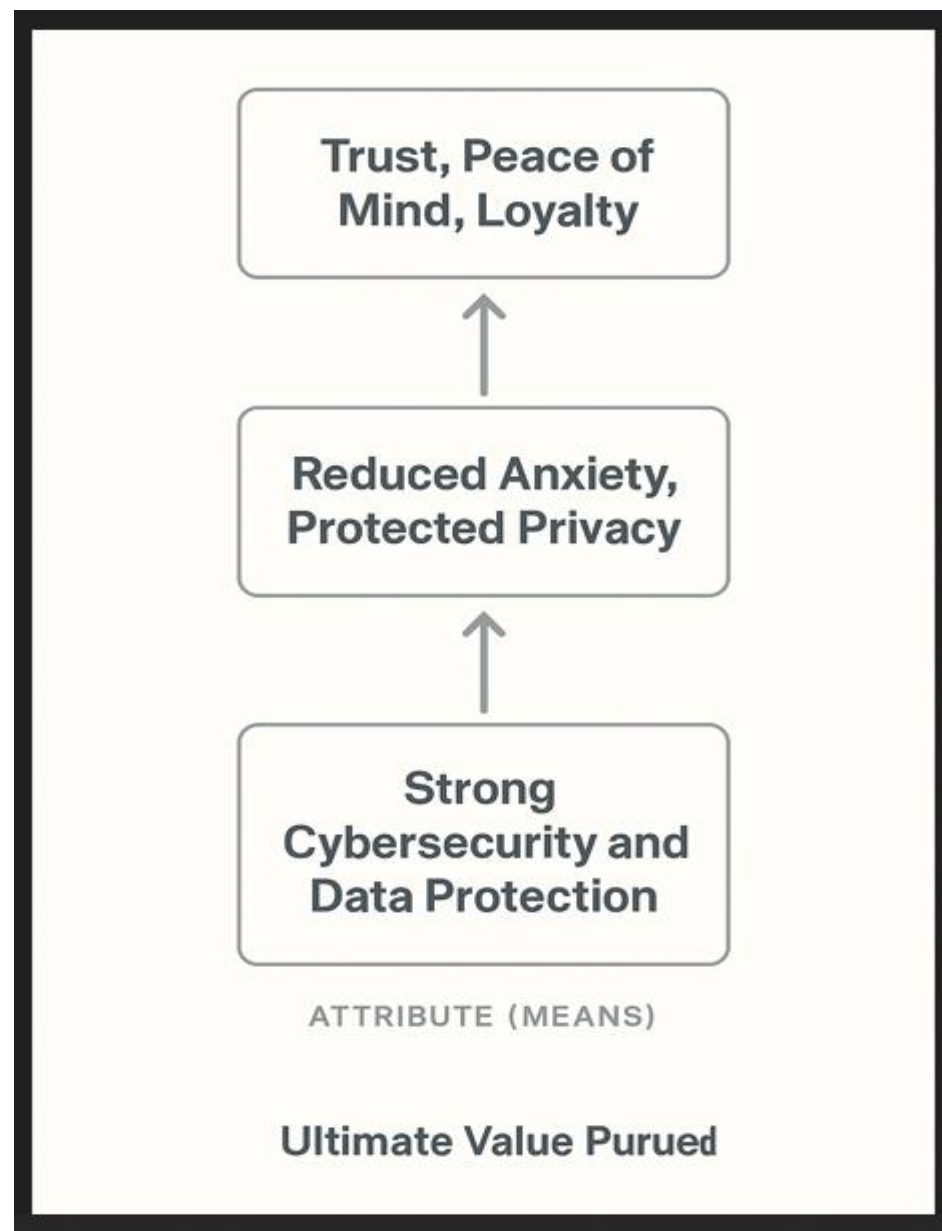 Trust, Peace of
Mind, Loyalty
Reduced Anxiety,
Protected Privacy
Strong
Cybersecurity and
Data Protection
ATTRIBUTE (MEANS)
Ultimate Value Purued